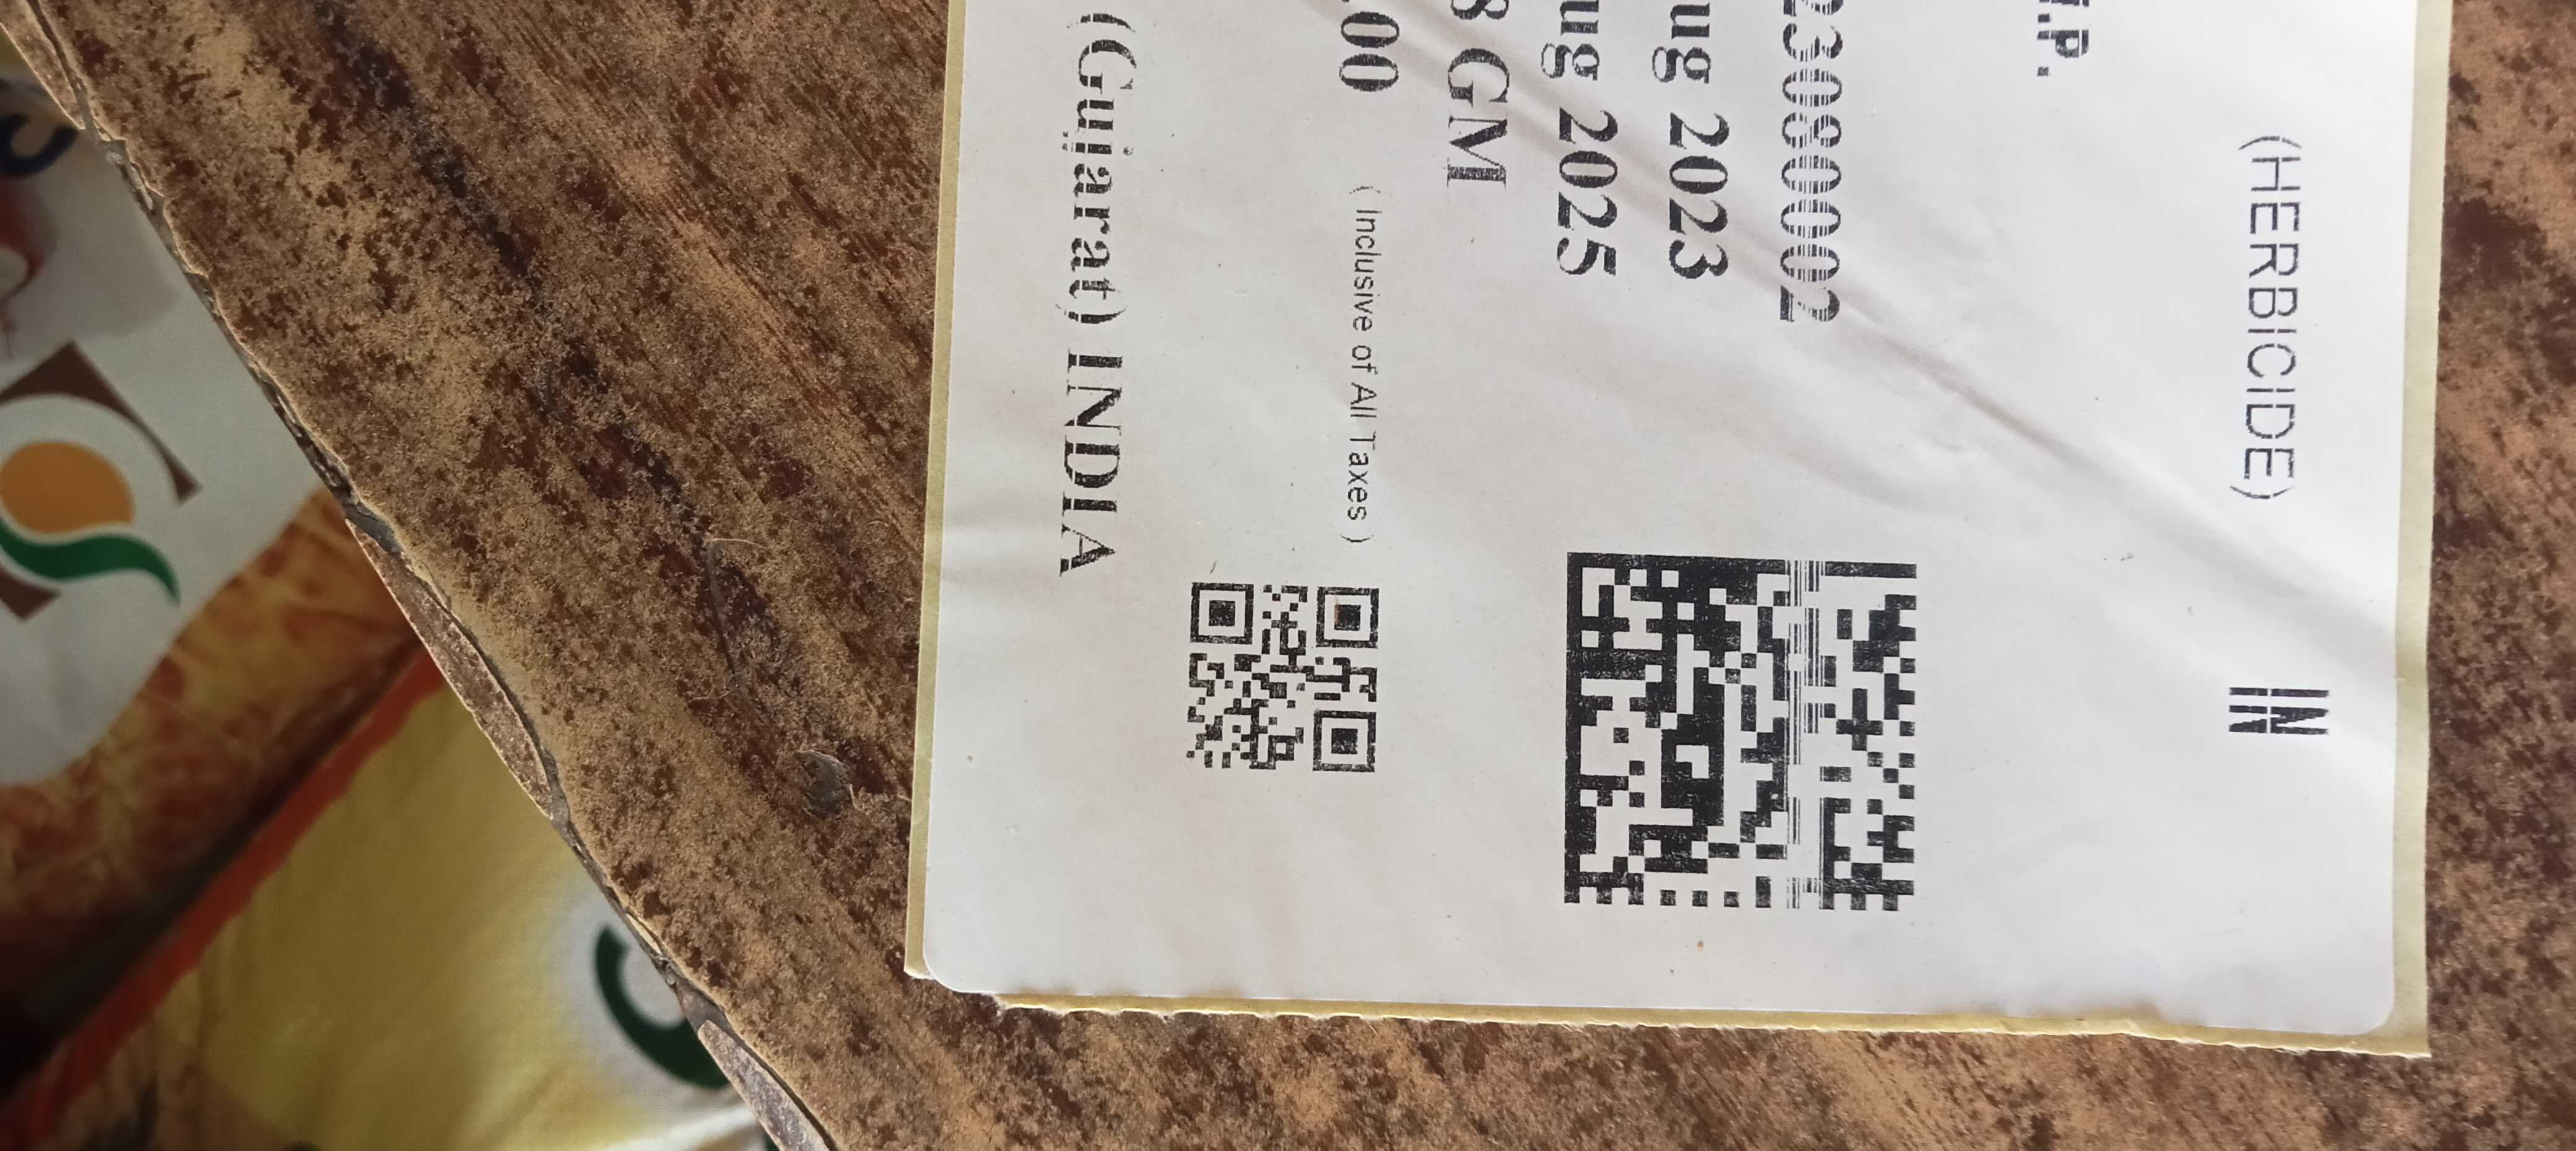 (HERBICIDE) IN
W.P.
23080002
ug 2023
ug 2025
8 GM
.00 ( Inclusive of All Taxes )
(Gujarat) INDIA